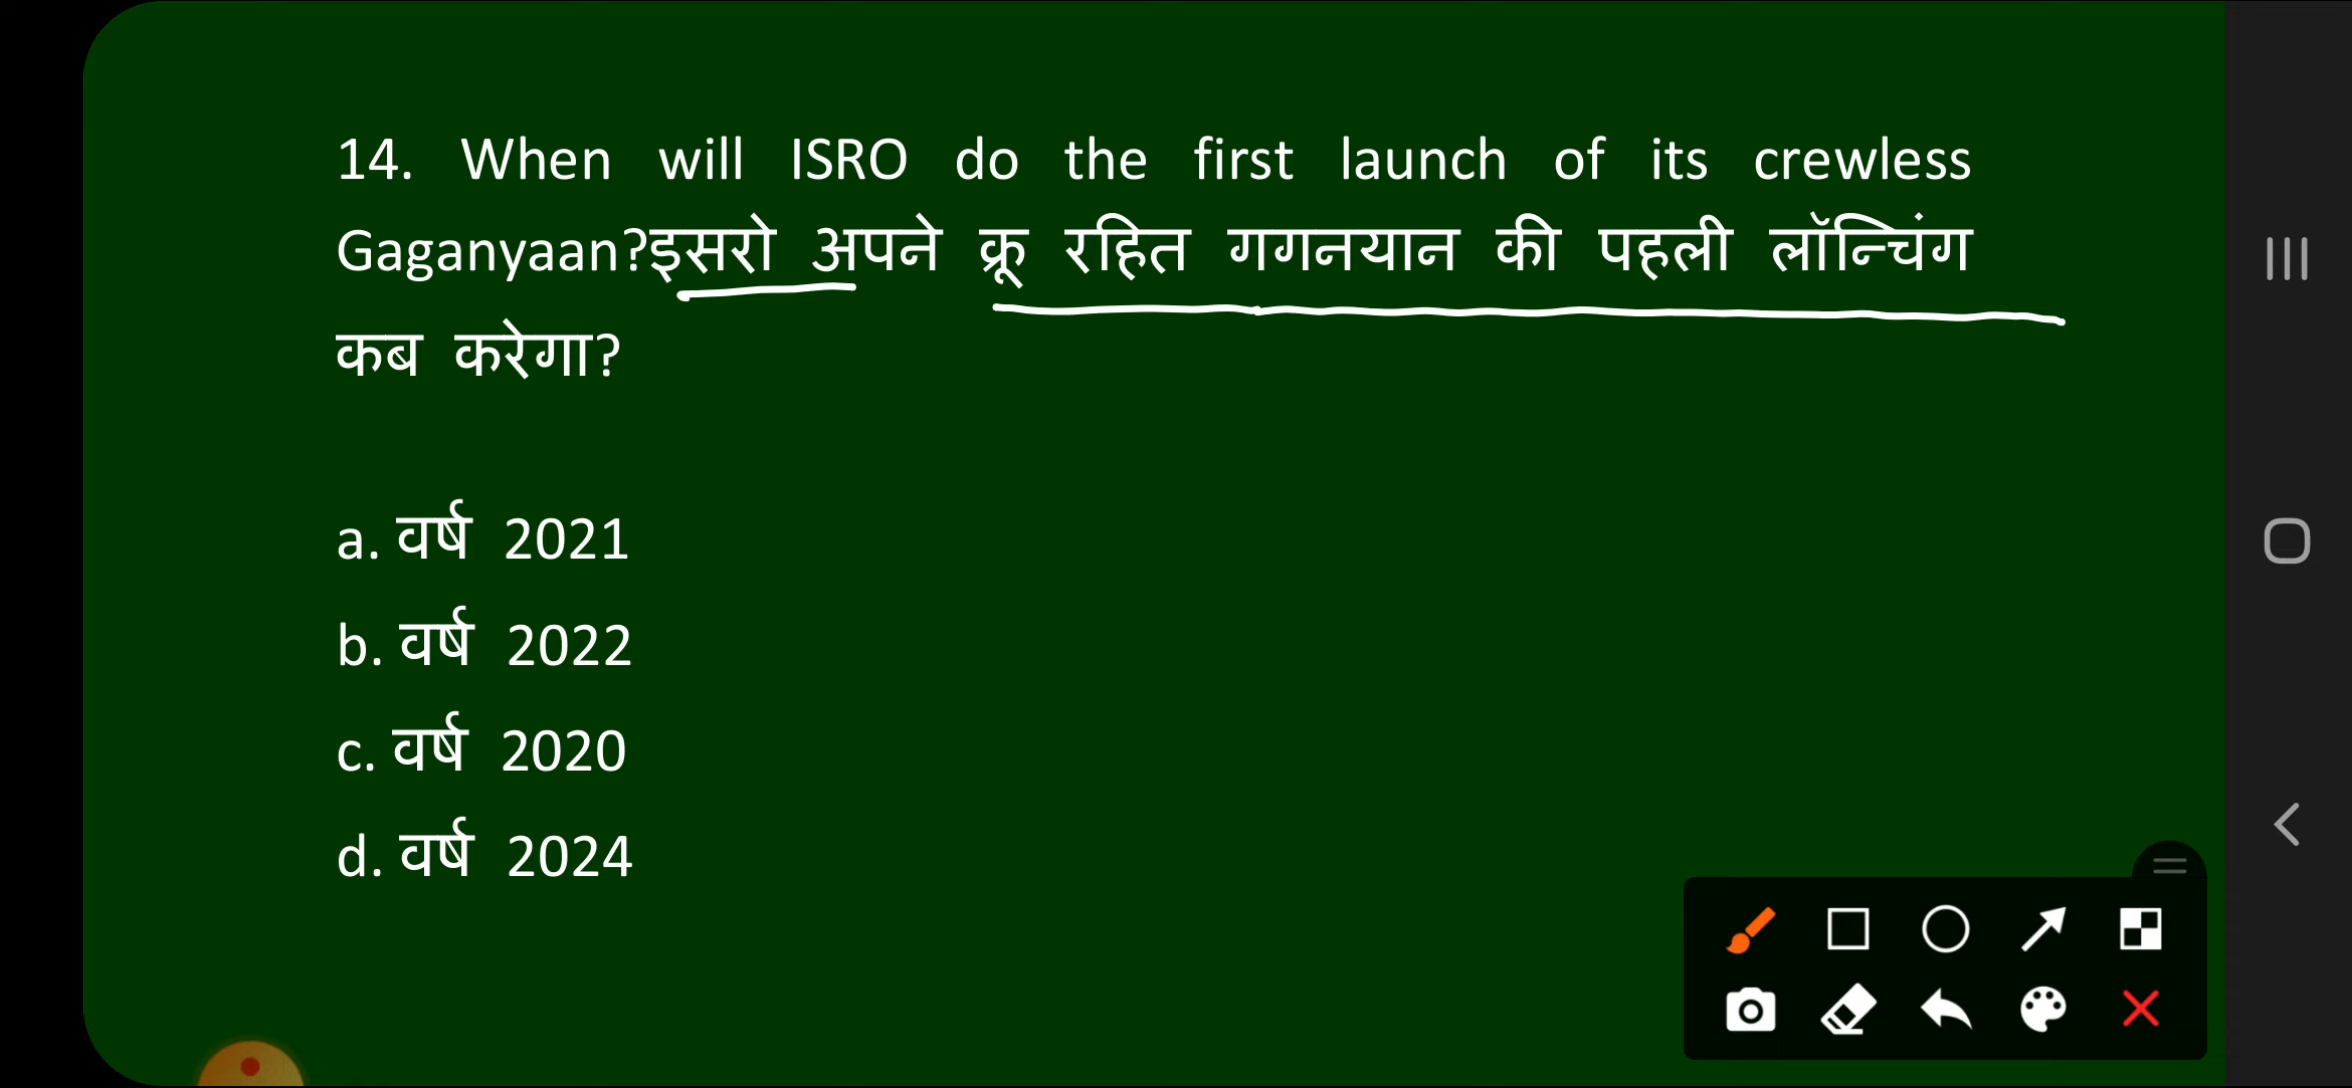 14. When will ISRO do the first launch of its crewless
Gaganyaan?इसरो अपने क्रू रहित गगनयान की पहली लॉन्चिंग
कब करेगा?
a. वर्ष 2021
b. वर्ष 2022
c. वर्ष 2020
d. वर्ष 2024